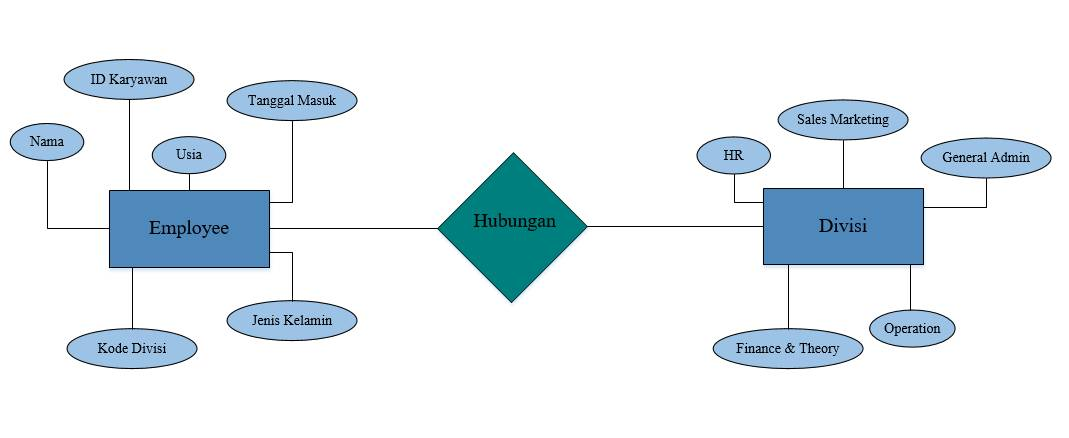 ID Karyawan
Tanggal Masuk
Nama
Usia
Employee
Jenis Kelamin
Kode Divisi
Hubungan
Sales Marketing
HR
General Admin
Divisi
Operation
Finance & Theory